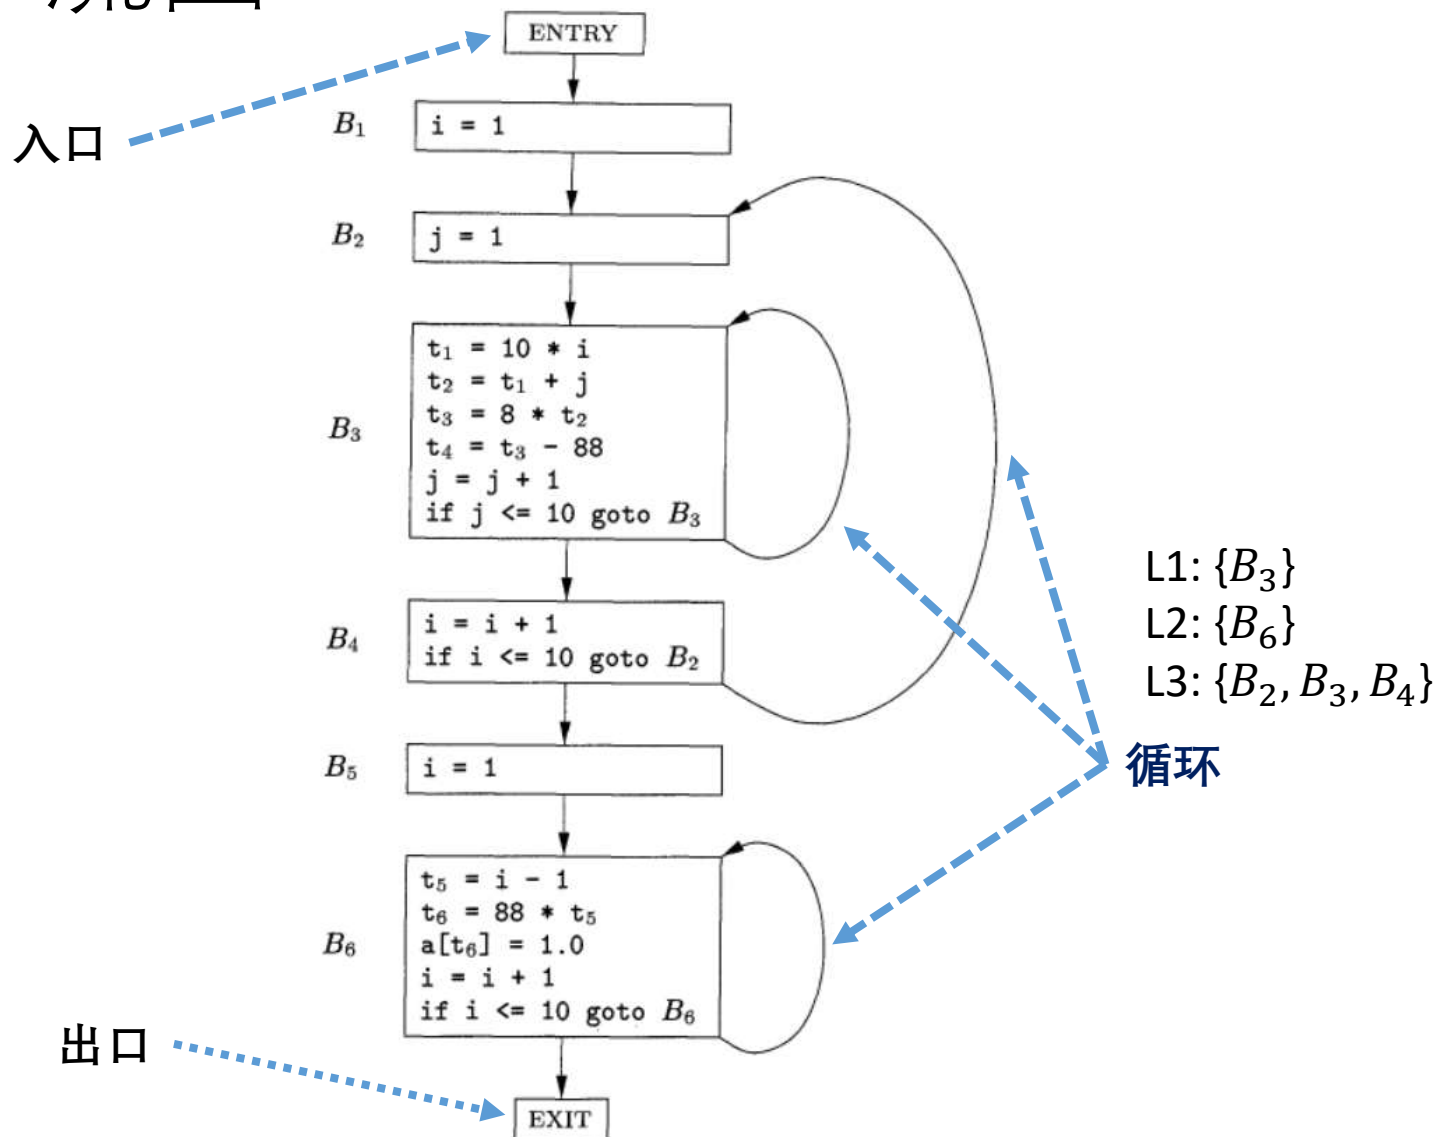 ENTRY
入口
B₁
i = 1
B₂
j = 1
B₃
t₁ = 10 * i
t₂ = t₁ + j
t₃ = 8 * t₂
t₄ = t₃ - 88
j = j + 1
if j <= 10 goto B₃
L1: {B₃}
L2: {B₆}
L3: {B₂, B₃, B₄}
循环
B₄
i = i + 1
if i <= 10 goto B₂
B₅
i = 1
B₆
t₅ = i - 1
t₆ = 88 * t₅
a[t₆] = 1.0
i = i + 1
if i <= 10 goto B₆
出口
EXIT